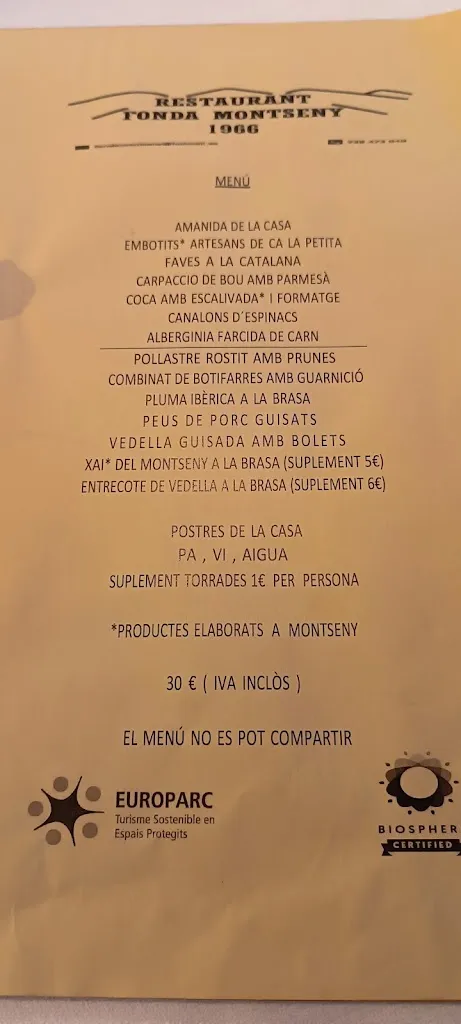 RESTAURANT
FONDA MONTSENY
1966
MENÚ
AMANIDA DE LA CASA
EMBOTITS* ARTESANS DE CA LA PETITA
FAVES A LA CATALANA
CARPACCIO DE BOU AMB PARMESÀ
COCA AMB ESCALIVADA* I FORMATGE
CANALONS D´ESPINACS
ALBERGINIA FARCIDA DE CARN
POLLASTRE ROSTIT AMB PRUNES
COMBINAT DE BOTIFARRES AMB GUARNICIÓ
PLUMA IBÈRICA A LA BRASA
PEUS DE PORC GUISATS
VEDELLA GUISADA AMB BOLETS
XAI* DEL MONTSENY A LA BRASA (SUPLEMENT 5€)
ENTRECOTE DE VEDELLA A LA BRASA (SUPLEMENT 6€)
POSTRES DE LA CASA
PA , VI , AIGUA
SUPLEMENT TORRADES 1€ PER PERSONA
*PRODUCTES ELABORATS A MONTSENY
30 € ( IVA INCLÒS )
EL MENÚ NO ES POT COMPARTIR
EUROPARC
Turisme Sostenible en
Espais Protegits
BIOSPHER
CERTIFIED